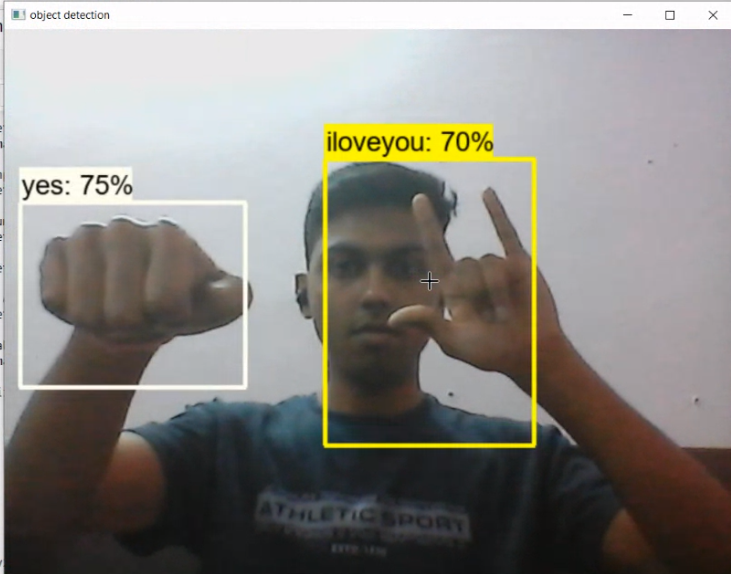 object detection
iloveyou: 70%
yes: 75%
ATHLETIC SPORT